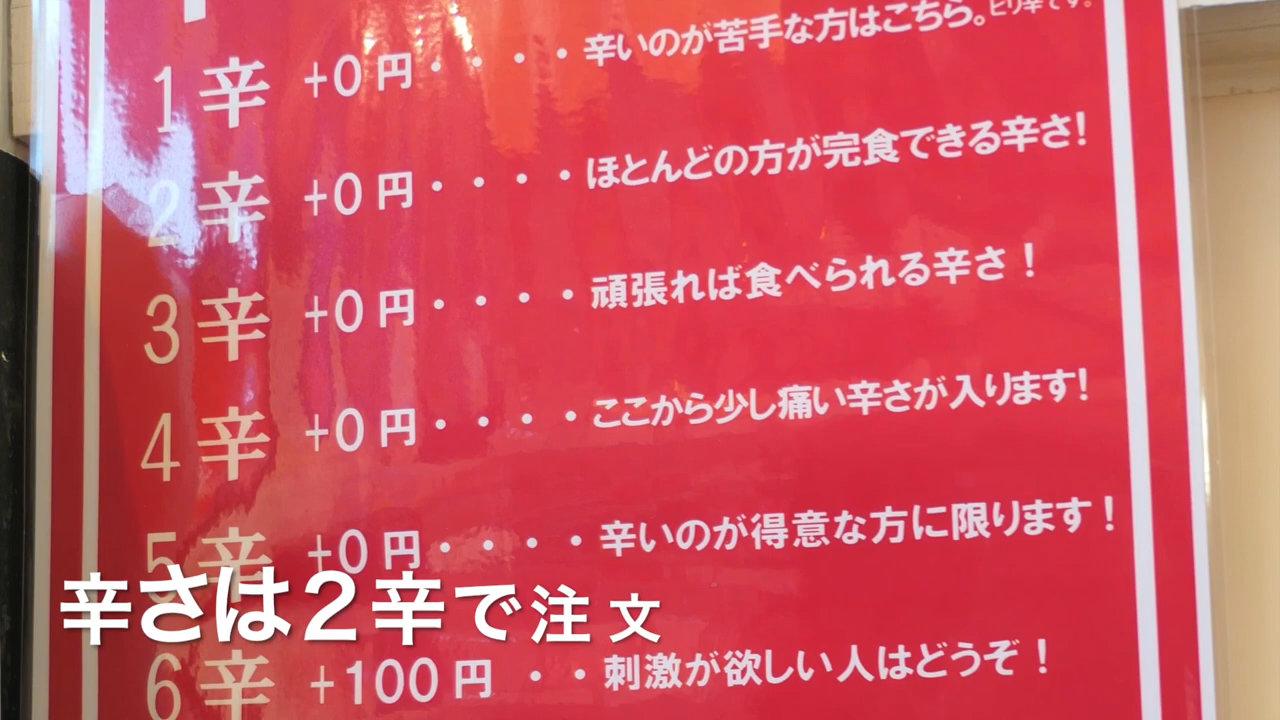 1辛 +0円・・・・辛いのが苦手な方はこちら。ピリ辛です。
2辛 +0円・・・・ほとんどの方が完食できる辛さ!
3辛 +0円・・・・頑張れば食べられる辛さ!
4辛 +0円・・・・ここから少し痛い辛さが入ります!
5辛 +0円・・・・辛いのが得意な方に限ります!
辛さは2辛で注文
6辛 +100円・・刺激が欲しい人はどうぞ!